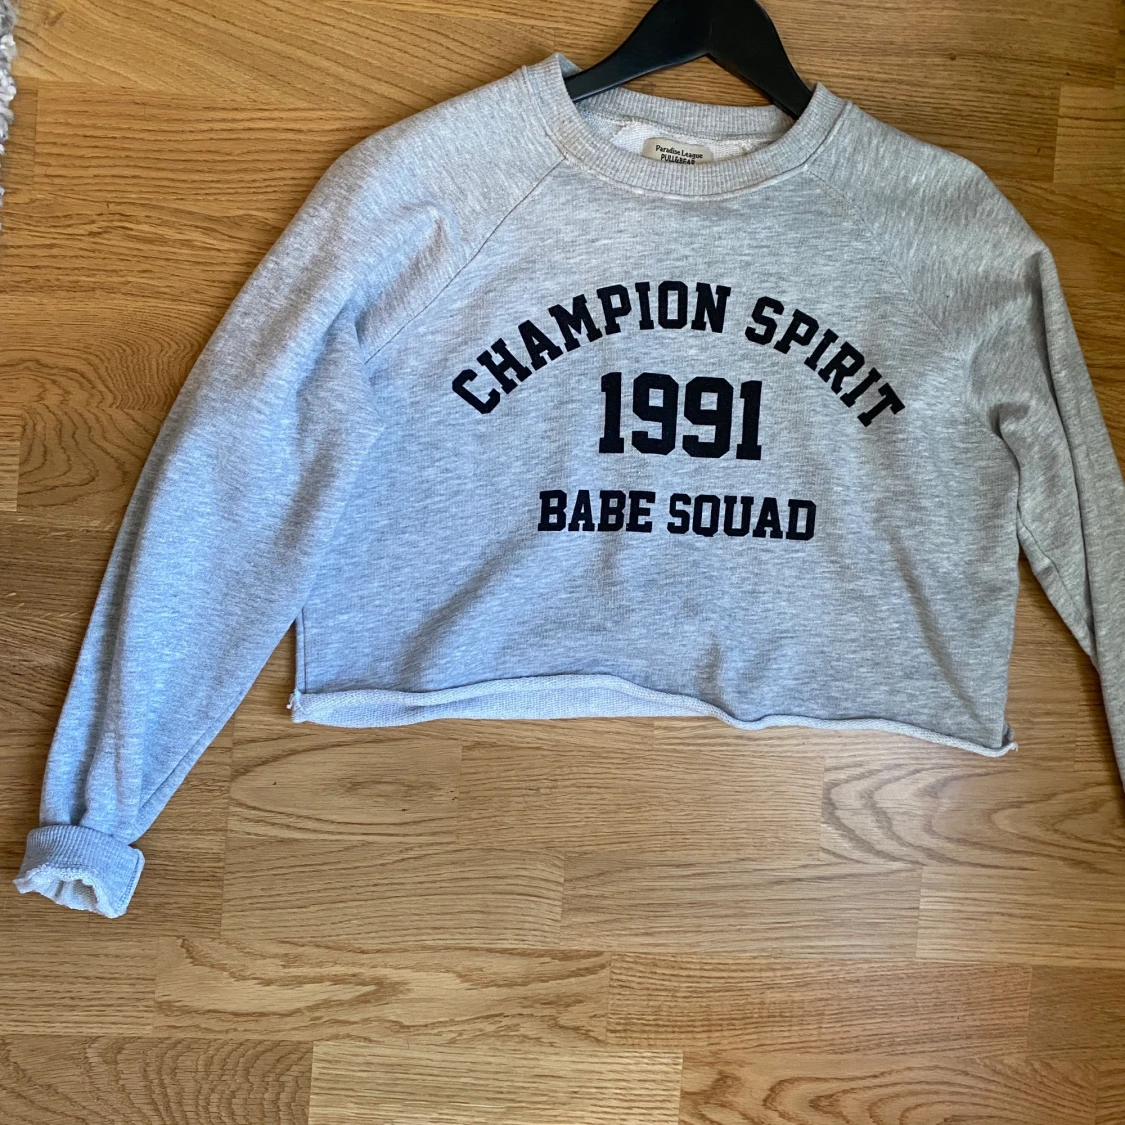 Paradise League
PULL&BEAR
CHAMPION SPIRIT
1991
BABE SQUAD